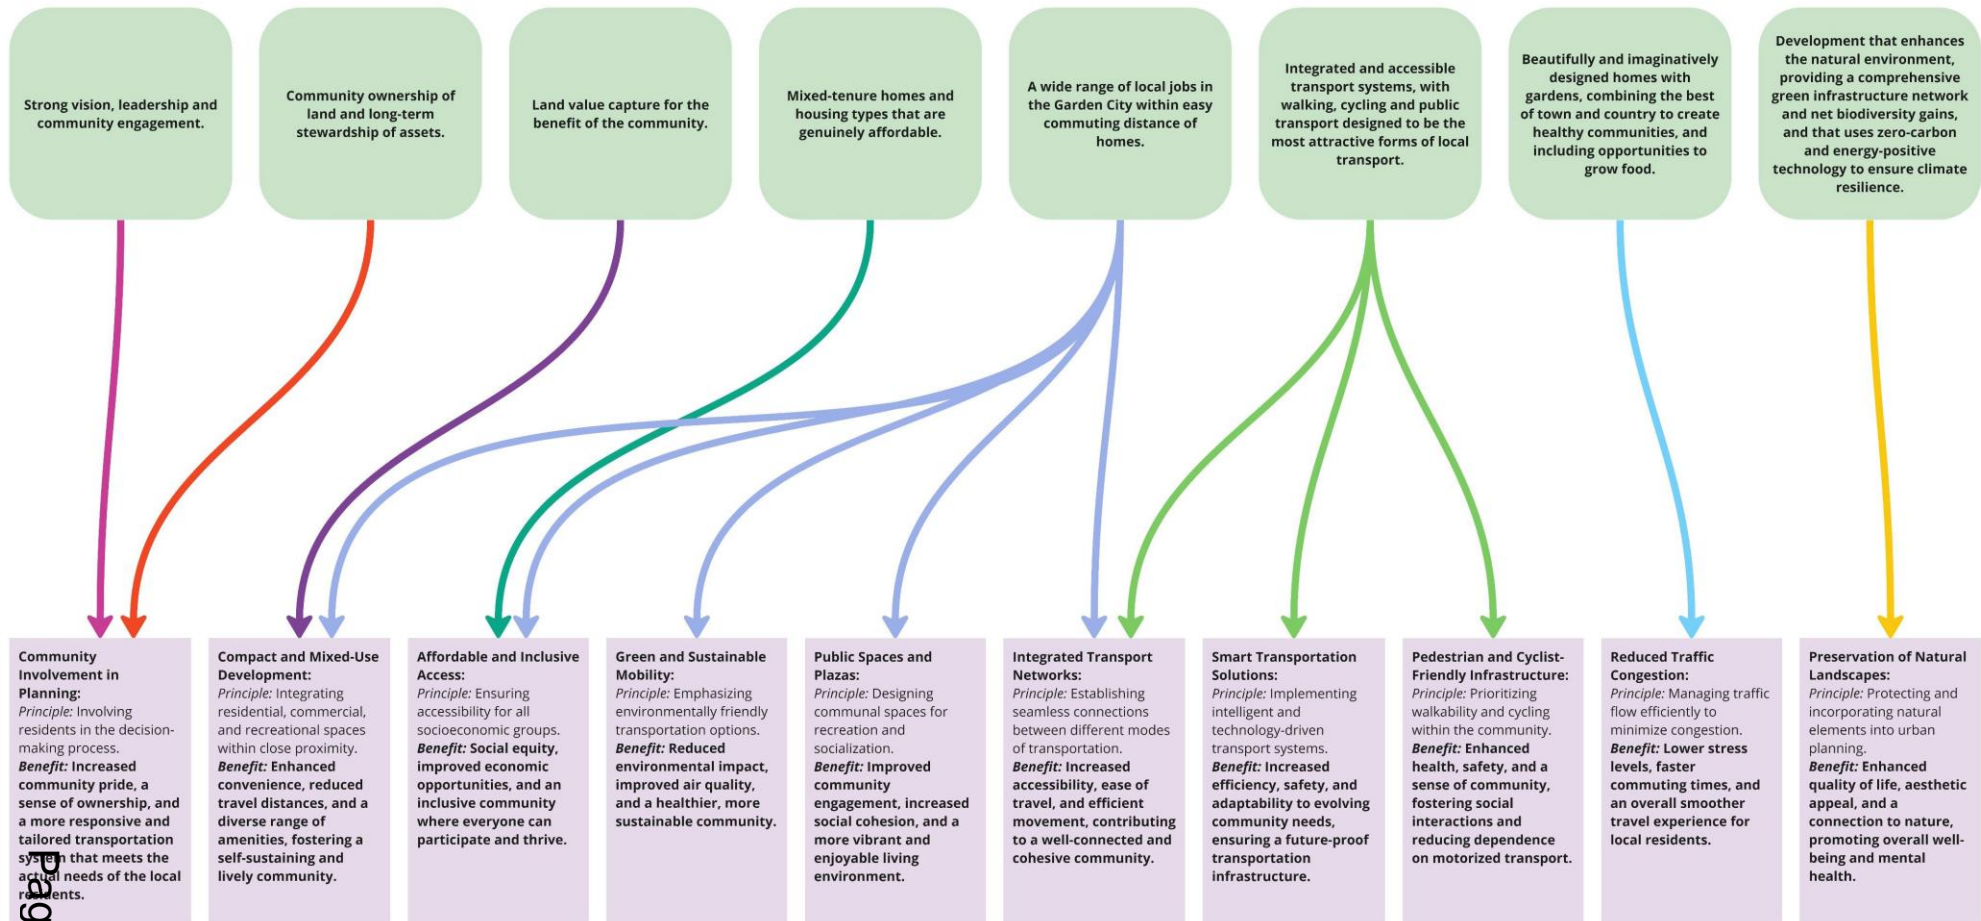 Strong vision, leadership and
community engagement.
Community ownership of
land and long-term
stewardship of assets.
Land value capture for the
benefit of the community.
Mixed-tenure homes and
housing types that are
genuinely affordable.
A wide range of local jobs in
the Garden City within easy
commuting distance of
homes.
Integrated and accessible
transport systems, with
walking, cycling and public
transport designed to be the
most attractive forms of local
transport.
Beautifully and imaginatively
designed homes with
gardens, combining the best
of town and country to create
healthy communities, and
including opportunities to
grow food.
Development that enhances
the natural environment,
providing a comprehensive
green infrastructure network
and net biodiversity gains,
and that uses zero-carbon
and energy-positive
technology to ensure climate
resilience.
Community
Involvement in
Planning:
Principle: Involving
residents in the decision-
making process.
Benefit: Increased
community pride, a
sense of ownership, and
a more responsive and
tailored transportation
system that meets the
actual needs of the local
residents.
Compact and Mixed-Use
Development:
Principle: Integrating
residential, commercial,
and recreational spaces
within close proximity.
Benefit: Enhanced
convenience, reduced
travel distances, and a
diverse range of
amenities, fostering a
self-sustaining and
lively community.
Affordable and Inclusive
Access:
Principle: Ensuring
accessibility for all
socioeconomic groups.
Benefit: Social equity,
improved economic
opportunities, and an
inclusive community
where everyone can
participate and thrive.
Green and Sustainable
Mobility:
Principle: Emphasizing
environmentally friendly
transportation options.
Benefit: Reduced
environmental impact,
improved air quality,
and a healthier, more
sustainable community.
Public Spaces and
Plazas:
Principle: Designing
communal spaces for
recreation and
socialization.
Benefit: Improved
community
engagement, increased
social cohesion, and a
more vibrant and
enjoyable living
environment.
Integrated Transport
Networks:
Principle: Establishing
seamless connections
between different modes
of transportation.
Benefit: Increased
accessibility, ease of
travel, and efficient
movement, contributing
to a well-connected and
cohesive community.
Smart Transportation
Solutions:
Principle: Implementing
intelligent and
technology-driven
transport systems.
Benefit: Increased
efficiency, safety, and
adaptability to evolving
community needs,
ensuring a future-proof
transportation
infrastructure.
Pedestrian and Cyclist-
Friendly Infrastructure:
Principle: Prioritizing
walkability and cycling
within the community.
Benefit: Enhanced
health, safety, and a
sense of community,
fostering social
interactions and
reducing dependence
on motorized transport.
Reduced Traffic
Congestion:
Principle: Managing traffic
flow efficiently to
minimize congestion.
Benefit: Lower stress
levels, faster
commuting times, and
an overall smoother
travel experience for
local residents.
Preservation of Natural
Landscapes:
Principle: Protecting and
incorporating natural
elements into urban
planning.
Benefit: Enhanced
quality of life, aesthetic
appeal, and a
connection to nature,
promoting overall well-
being and mental
health.